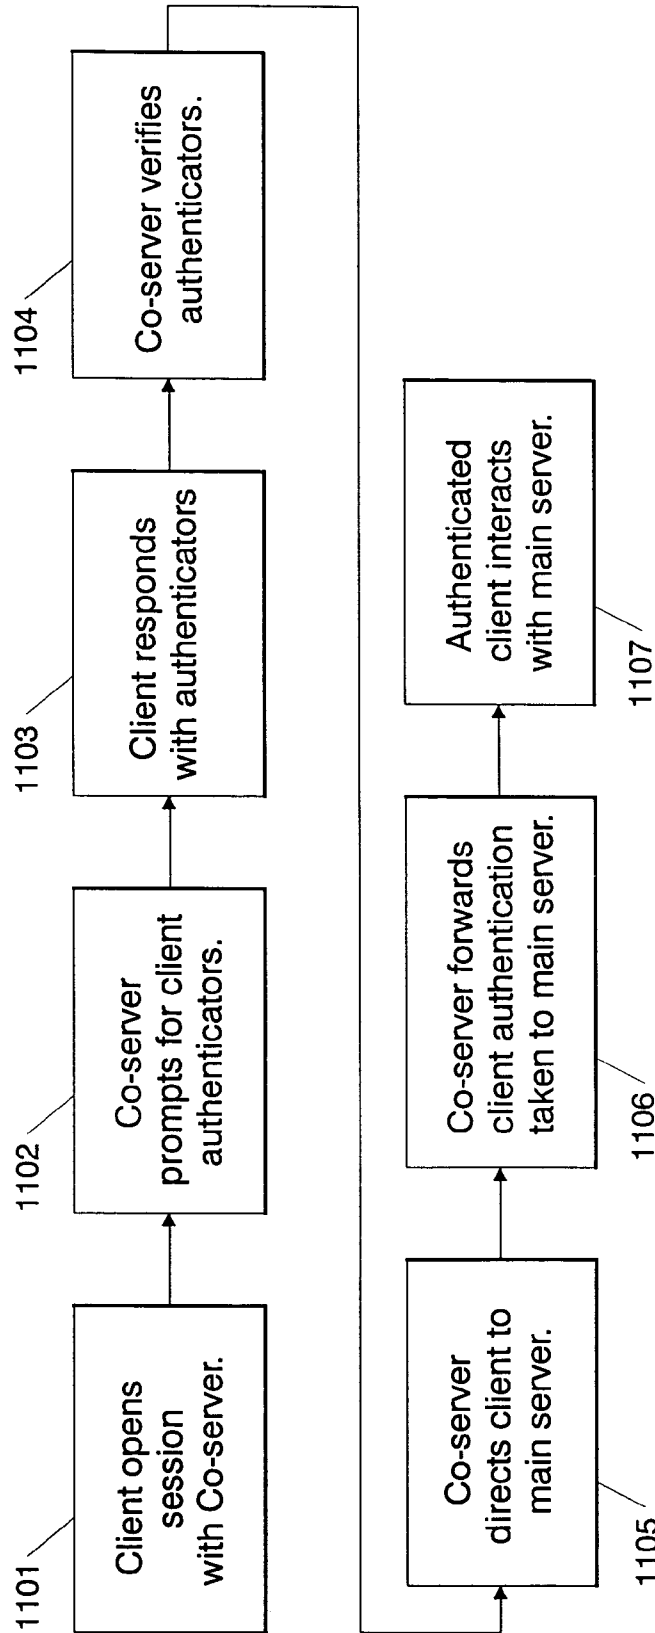 1101
Client opens
session
with Co-server.
1102
Co-server
prompts for client
authenticators.
1103
Client responds
with authenticators
1104
Co-server verifies
authenticators.
1105
Co-server
directs client to
main server.
1106
Co-server forwards
client authentication
taken to main server.
1107
Authenticated
client interacts
with main server.